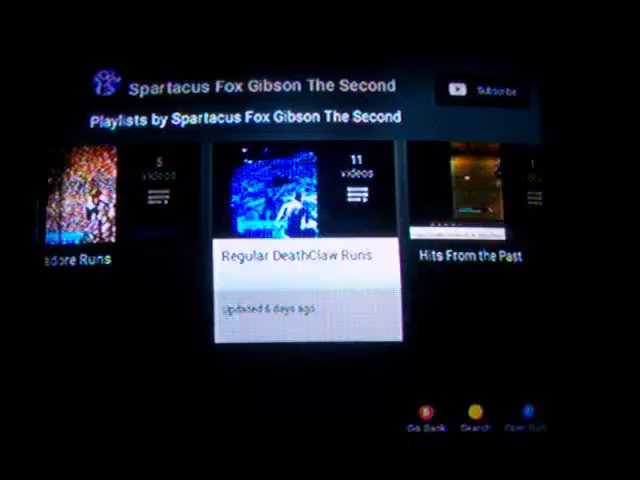 Spartacus Fox Gibson The Second
Subscribe
Playlists by Spartacus Fox Gibson The Second
5
videos
11
videos
1
adore Runs
Regular DeathClaw Runs
Hits From the Past
Updated 6 days ago
B
Go Back
Search